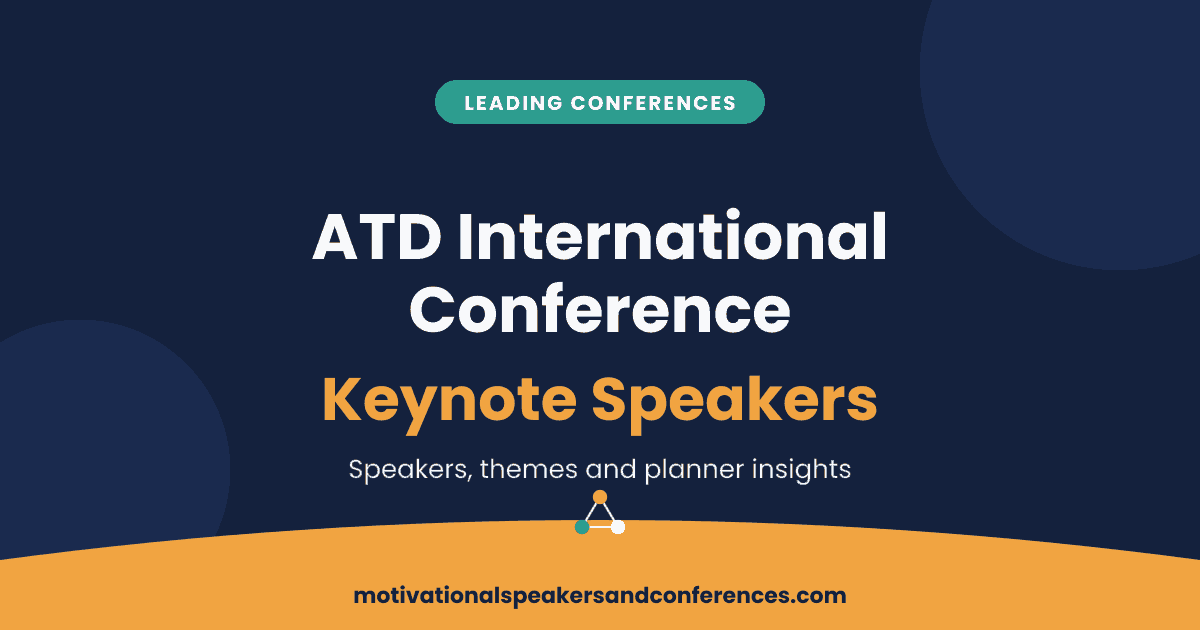 LEADING CONFERENCES
ATD International
Conference
Keynote Speakers
Speakers, themes and planner insights
motivationalspeakersandconferences.com